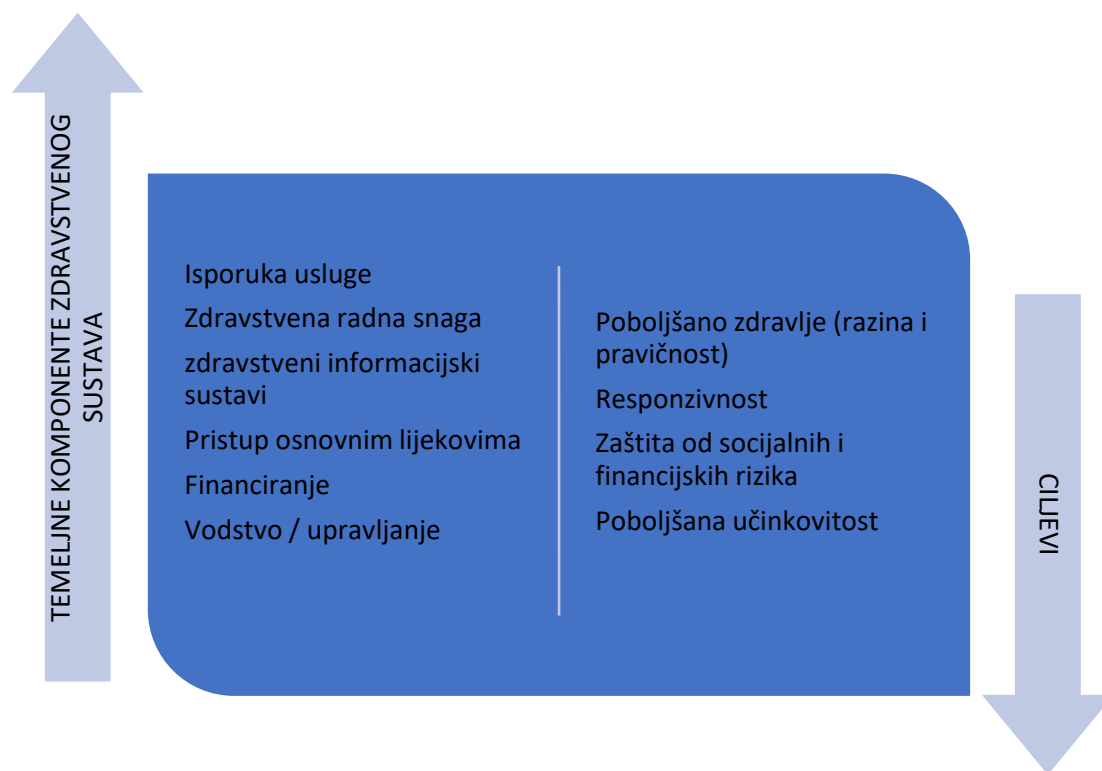 TEMELJNE KOMPONENTE ZDRAVSTVENOG
SUSTAVA
Isporuka usluge
Zdravstvena radna snaga
zdravstveni informacijski
sustavi
Pristup osnovnim lijekovima
Financiranje
Vodstvo / upravljanje
Poboljšano zdravlje (razina i
pravičnost)
Responzivnost
Zaštita od socijalnih i
financijskih rizika
Poboljšana učinkovitost
CILJEVI